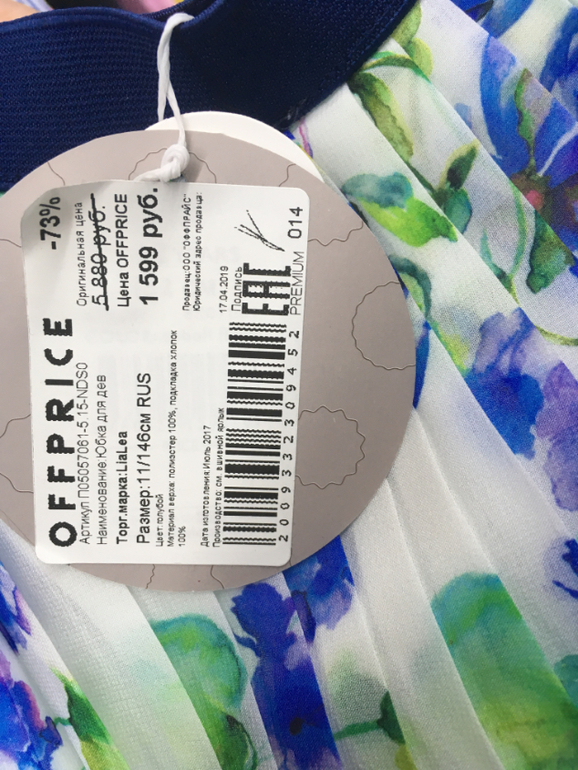 OFFPRICE
-73%
Артикул П05057061-5.15-NDS0
Оригинальная цена
Наименование:Юбка для дев
5 880 руб.
Торг.марка:LiaLea
Цена OFFPRICE
Размер:11/146см RUS
1 599 руб.
Цвет:голубой
Материал верха: полиэстер 100%, подкладка хлопок
100%
Продавец:ООО "ОФФПРАЙС"
Юридический адрес продавца:
Дата изготовления:Июль 2017
Производство: см. вшивной ярлык
17.04.2019
Подпись
EAC
2009332309452
PREMIUM 014